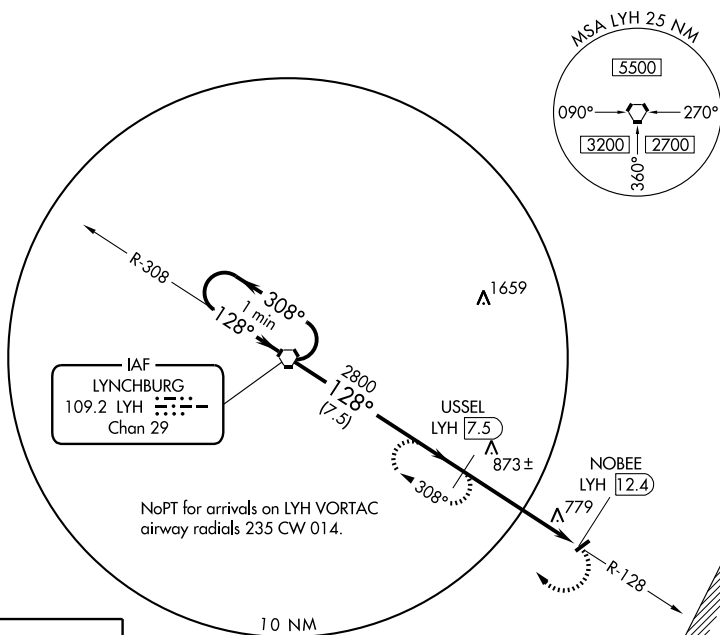 MSA LYH 25 NM
5500
090°
270°
3200
2700
360°
R-308
308°
1 min
128°
1659
IAF
LYNCHBURG
109.2 LYH
Chan 29
2800
128°
(7.5)
USSEL
LYH 7.5
873±
308°
NOBEE
LYH 12.4
779
NoPT for arrivals on LYH VORTAC
airway radials 235 CW 014.
R-128
10 NM